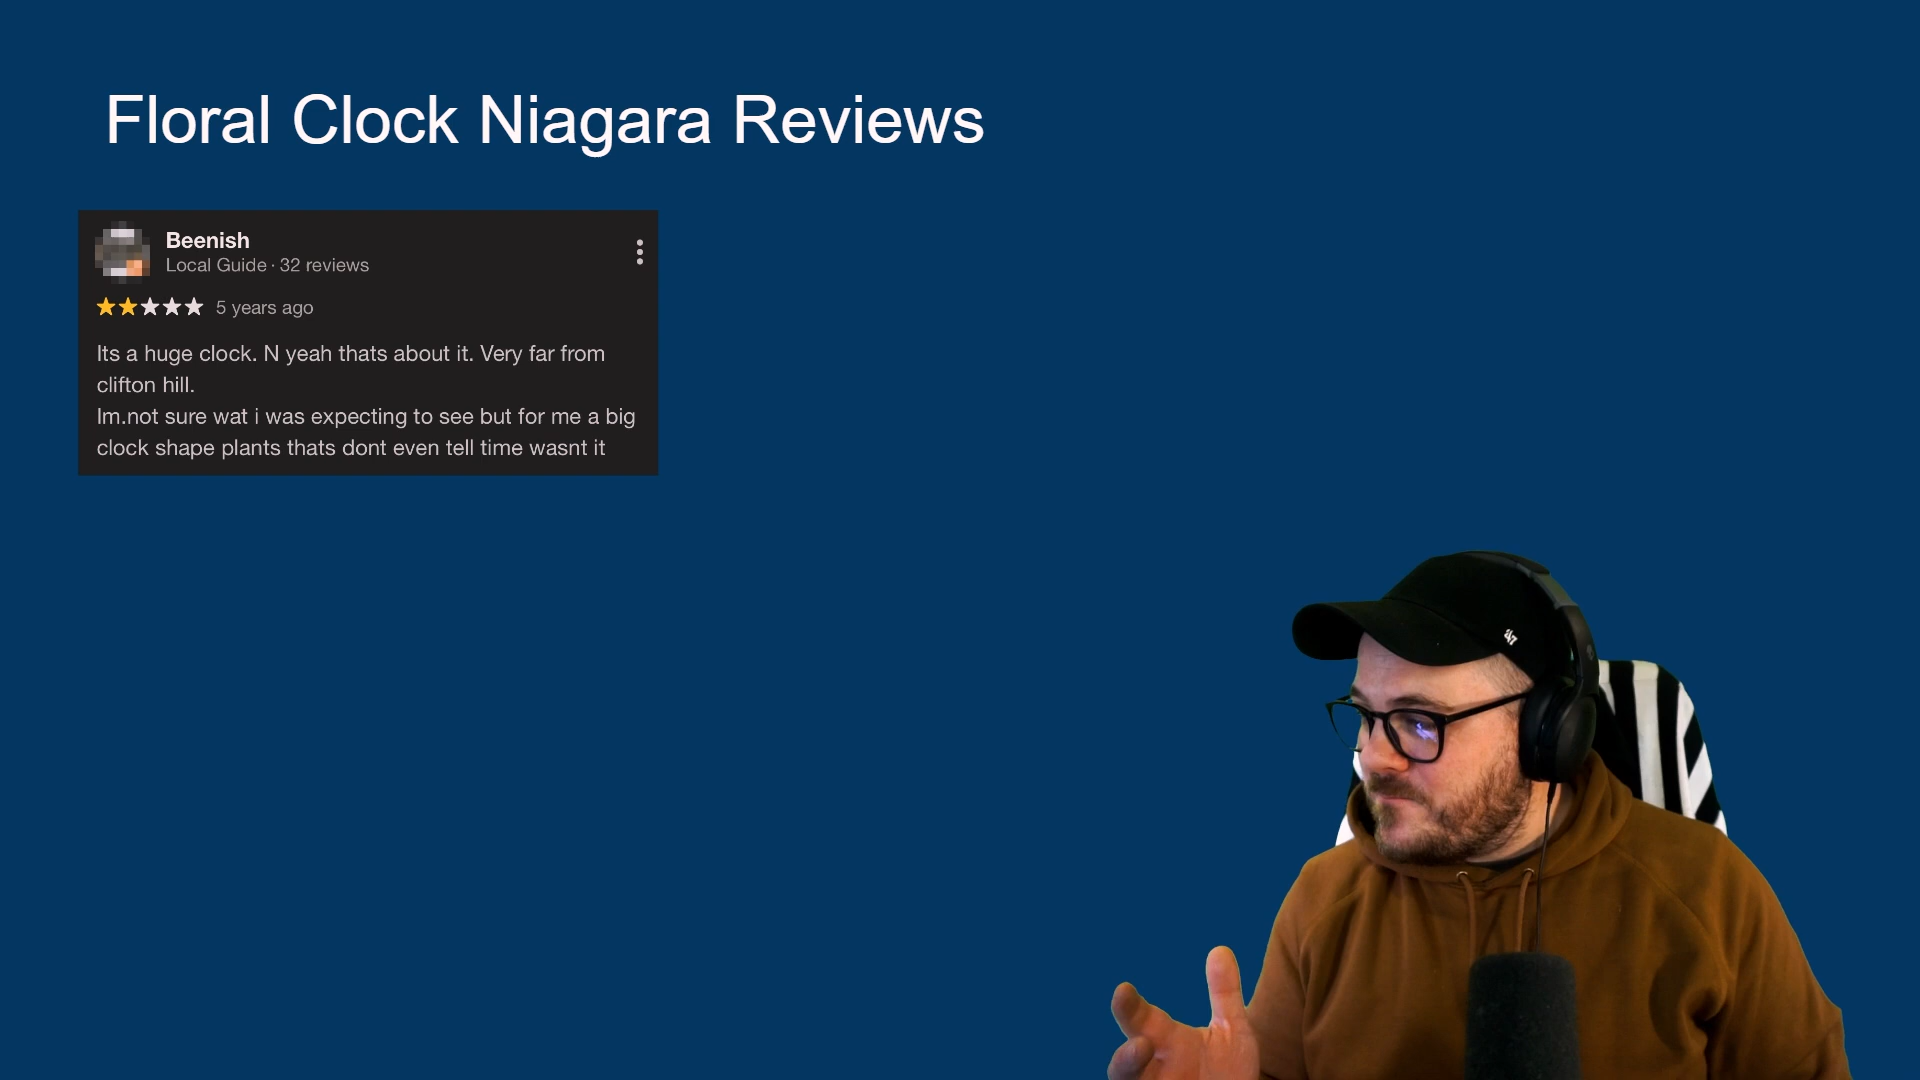 Floral Clock Niagara Reviews
Beenish
Local Guide · 32 reviews
5 years ago
Its a huge clock. N yeah thats about it. Very far from
clifton hill.
Im.not sure wat i was expecting to see but for me a big
clock shape plants thats dont even tell time wasnt it
47